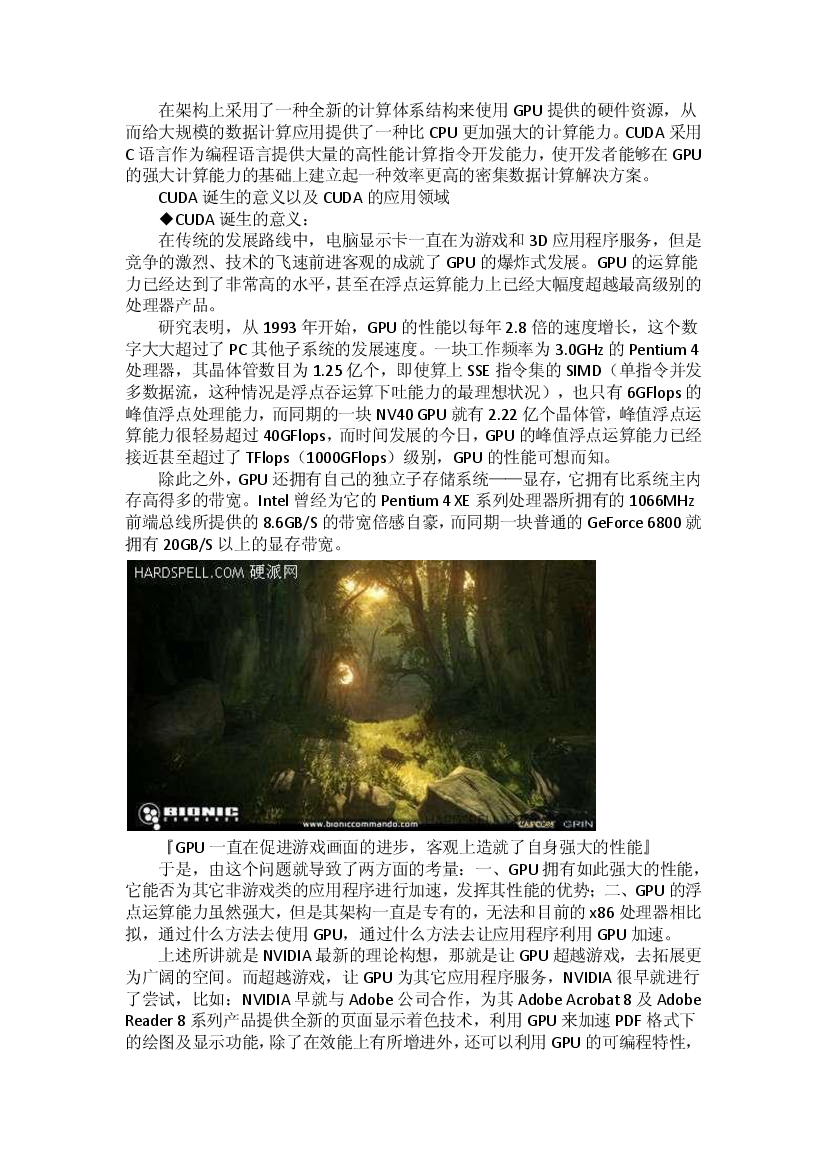 在架构上采用了一种全新的计算体系结构来使用 GPU 提供的硬件资源，从
而给大规模的数据计算应用提供了一种比 CPU 更加强大的计算能力。CUDA 采用
C 语言作为编程语言提供大量的高性能计算指令开发能力，使开发者能够在 GPU
的强大计算能力的基础上建立起一种效率更高的密集数据计算解决方案。
CUDA 诞生的意义以及 CUDA 的应用领域
◆CUDA 诞生的意义：
在传统的发展路线中，电脑显示卡一直在为游戏和 3D 应用程序服务，但是
竞争的激烈、技术的飞速前进客观的成就了 GPU 的爆炸式发展。GPU 的运算能
力已经达到了非常高的水平，甚至在浮点运算能力上已经大幅度超越最高级别的
处理器产品。
研究表明，从 1993 年开始，GPU 的性能以每年 2.8 倍的速度增长，这个数
字大大超过了 PC 其他子系统的发展速度。一块工作频率为 3.0GHz 的 Pentium 4
处理器，其晶体管数目为 1.25 亿个，即使算上 SSE 指令集的 SIMD（单指令并发
多数据流，这种情况是浮点吞运算下吐能力的最理想状况），也只有 6GFlops 的
峰值浮点处理能力，而同期的一块 NV40 GPU 就有 2.22 亿个晶体管，峰值浮点运
算能力很轻易超过 40GFlops，而时间发展的今日，GPU 的峰值浮点运算能力已经
接近甚至超过了 TFlops（1000GFlops）级别，GPU 的性能可想而知。
除此之外，GPU 还拥有自己的独立子存储系统——显存，它拥有比系统主内
存高得多的带宽。Intel 曾经为它的 Pentium 4 XE 系列处理器所拥有的 1066MHz
前端总线所提供的 8.6GB/S 的带宽倍感自豪，而同期一块普通的 GeForce 6800 就
拥有 20GB/S 以上的显存带宽。
HARDSPELL.COM 硬派网
BIONIC
COMMANDO
www.bioniccommando.com
CAPCOM GRIN
『GPU 一直在促进游戏画面的进步，客观上造就了自身强大的性能』
于是，由这个问题就导致了两方面的考量：一、GPU 拥有如此强大的性能，
它能否为其它非游戏类的应用程序进行加速，发挥其性能的优势；二、GPU 的浮
点运算能力虽然强大，但是其架构一直是专有的，无法和目前的 x86 处理器相比
拟，通过什么方法去使用 GPU，通过什么方法去让应用程序利用 GPU 加速。
上述所讲就是 NVIDIA 最新的理论构想，那就是让 GPU 超越游戏，去拓展更
为广阔的空间。而超越游戏，让 GPU 为其它应用程序服务，NVIDIA 很早就进行
了尝试，比如：NVIDIA 早就与 Adobe 公司合作，为其 Adobe Acrobat 8 及 Adobe
Reader 8 系列产品提供全新的页面显示着色技术，利用 GPU 来加速 PDF 格式下
的绘图及显示功能，除了在效能上有所增进外，还可以利用 GPU 的可编程特性，